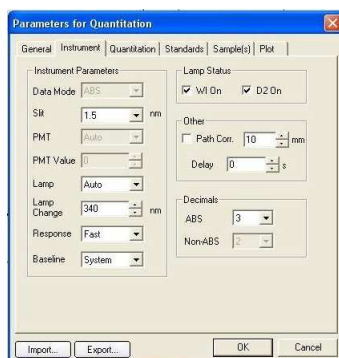 Parameters for Quantitation
General Instrument Quantitation Standards Sample(s) Plot
Instrument Parameters
Data Mode ABS
Slit 1.5 nm
PMT Auto
PMT Value 0
Lamp Auto
Lamp Change 340 nm
Response Fast
Baseline System
Lamp Status
WI On D2 On
Other
Path Corr. 10 mm
Delay 0 s
Decimals
ABS 3
Non-ABS 2
Import... Export... OK Cancel